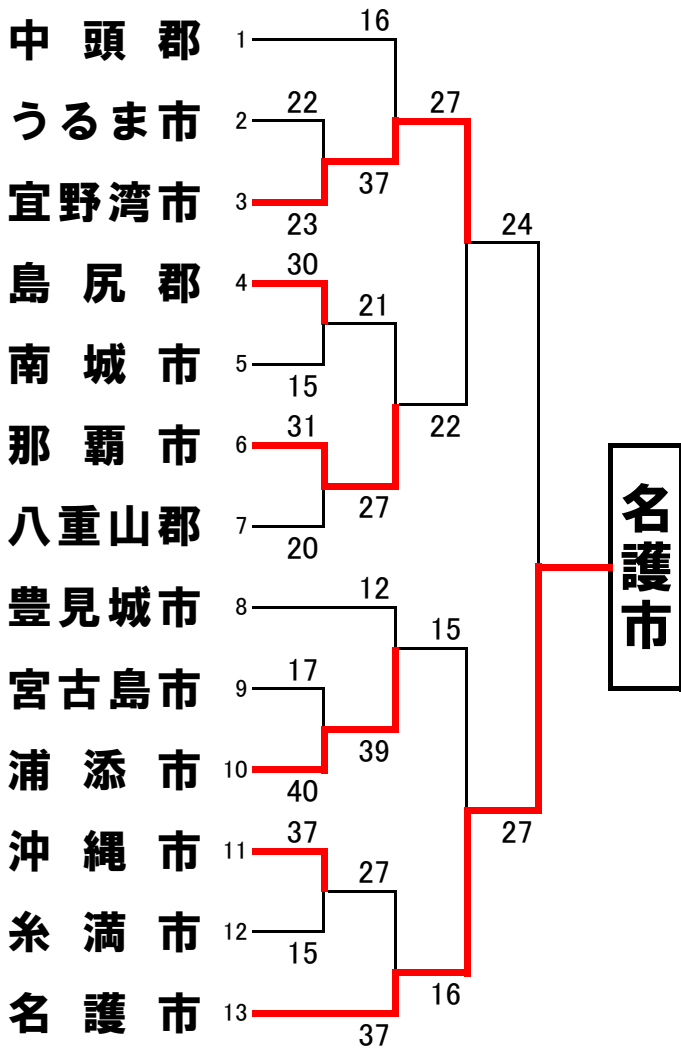 中頭郡 1 16
うるま市 2 22 27
宜野湾市 3 23 37
24
島尻郡 4 30
21
南城市 5 15
那覇市 6 31 22
27
八重山郡 7 20
名護市
豊見城市 8 12
15
宮古島市 9 17
39
浦添市 10 40
沖縄市 11 37 27
27
糸満市 12 15
16
名護市 13 37